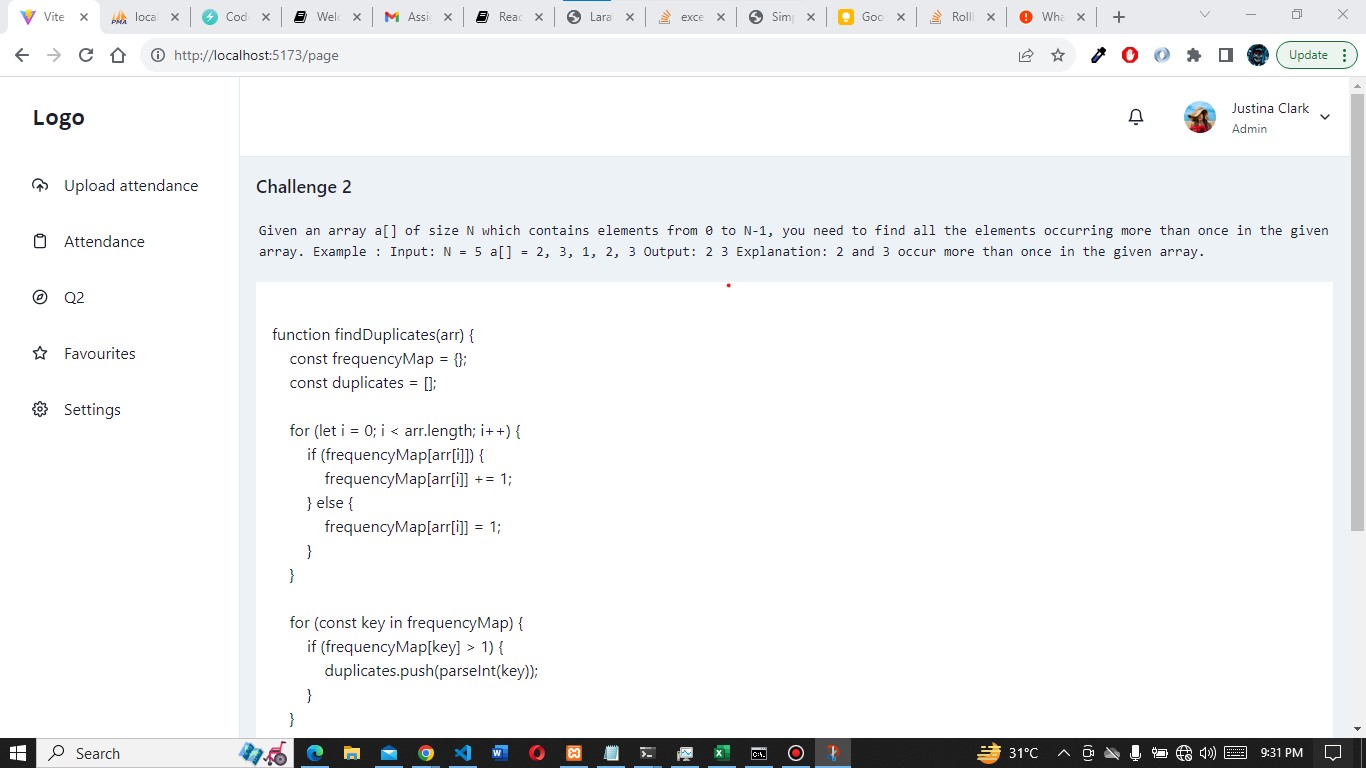 Vite
loca
Code
Welc
Assi
Reac
Lara
exce
Simp
Goo
Rolli
Wha
http://localhost:5173/page
Update
Logo
Justina Clark
Admin
Upload attendance
Attendance
Q2
Favourites
Settings
Challenge 2
Given an array a[] of size N which contains elements from 0 to N-1, you need to find all the elements occurring more than once in the given
array. Example : Input: N = 5 a[] = 2, 3, 1, 2, 3 Output: 2 3 Explanation: 2 and 3 occur more than once in the given array.
function findDuplicates(arr) {
const frequencyMap = {};
const duplicates = [];
for (let i = 0; i < arr.length; i++) {
if (frequencyMap[arr[i]]) {
frequencyMap[arr[i]] += 1;
} else {
frequencyMap[arr[i]] = 1;
}
}
for (const key in frequencyMap) {
if (frequencyMap[key] > 1) {
duplicates.push(parseInt(key));
}
}
Search
31°C
9:31 PM